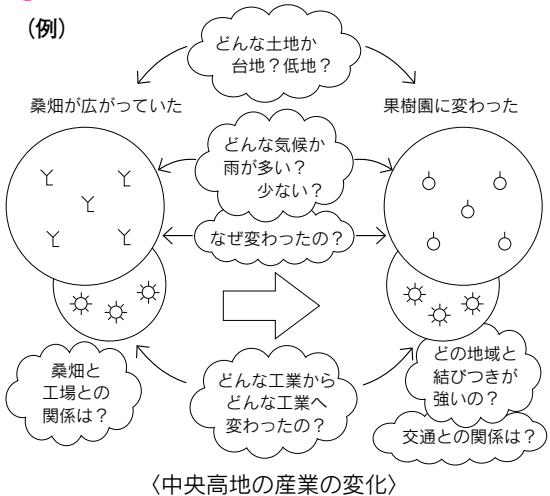 (例)
どんな土地か
台地？低地？
桑畑が広がっていた
果樹園に変わった
どんな気候か
雨が多い？
少ない？
なぜ変わったの？
桑畑と
工場との
関係は？
どんな工業から
どんな工業へ
変わったの？
どの地域と
結びつきが
強いの？
交通との関係は？
〈中央高地の産業の変化〉